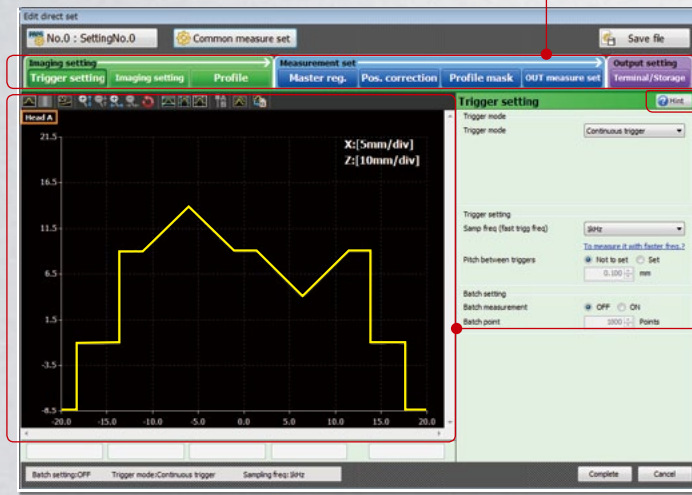 Edit direct set
No.0 : SettingNo.0
Common measure set
Save file
Imaging setting
Measurement set
Output setting
Trigger setting
Imaging setting
Profile
Master reg.
Pos. correction
Profile mask
OUT measure set
Terminal/Storage
Head A
X:[5mm/div]
Z:[10mm/div]
21.5
16.5
11.5
6.5
1.5
-3.5
-8.5
-20.0 -15.0 -10.0 -5.0 0.0 5.0 10.0 15.0 20.0
Trigger setting
Hint
Trigger mode
Trigger mode
Continuous trigger
Trigger setting
Samp freq (fast trigg freq)
1kHz
To measure it with faster freq.?
Pitch between triggers
Not to set
Set
0.100
mm
Batch setting
Batch measurement
OFF
ON
Batch point
Points
Batch setting:OFF
Trigger mode:Continuous trigger
Sampling freq: 1kHz
Complete
Cancel